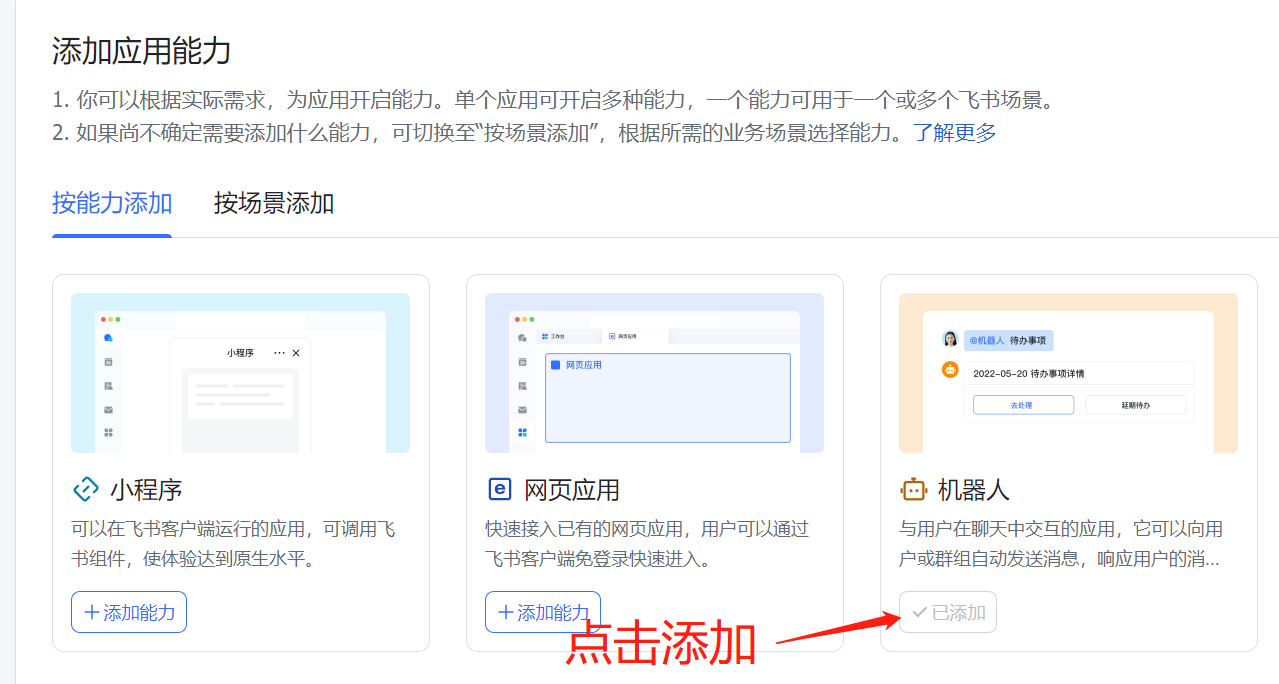 添加应用能力
1. 你可以根据实际需求，为应用开启能力。单个应用可开启多种能力，一个能力可用于一个或多个飞书场景。
2. 如果尚不确定需要添加什么能力，可切换至“按场景添加”，根据所需的业务场景选择能力。了解更多
按能力添加 按场景添加
小程序 ··· ×
工作台 网页应用
网页应用
@机器人 待办事项
2022-05-20 待办事项详情
去处理 延期待办
小程序
可以在飞书客户端运行的应用，可调用飞
书组件，使体验达到原生水平。
+添加能力
网页应用
快速接入已有的网页应用，用户可以通过
飞书客户端免登录快速进入。
+添加能力
机器人
与用户在聊天中交互的应用，它可以向用
户或群组自动发送消息，响应用户的消...
已添加
点击添加